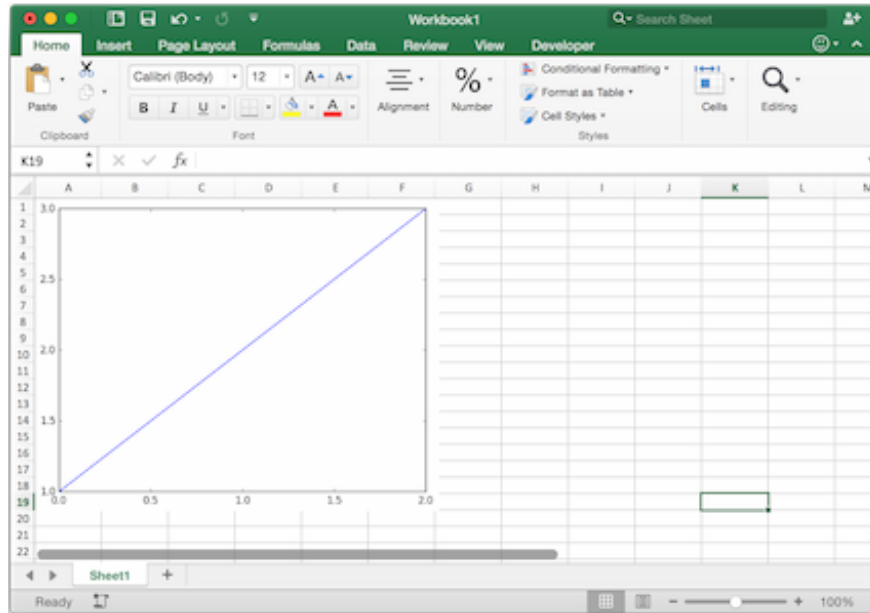 Workbook1
Search Sheet
Home Insert Page Layout Formulas Data Review View Developer
Calibri (Body) 12 A A
Paste B I U A Alignment % Number Conditional Formatting Format as Table Cell Styles Cells Editing
Clipboard Font Styles
K19 fx
A B C D E F G H I J K L M
1 3.0
2
3
4
5
6 2.5
7
8
9
10 2.0
11
12
13
14 1.5
15
16
17
18
19 1.0
0.0 0.5 1.0 1.5 2.0
20
21
22
Sheet1 +
Ready 100%